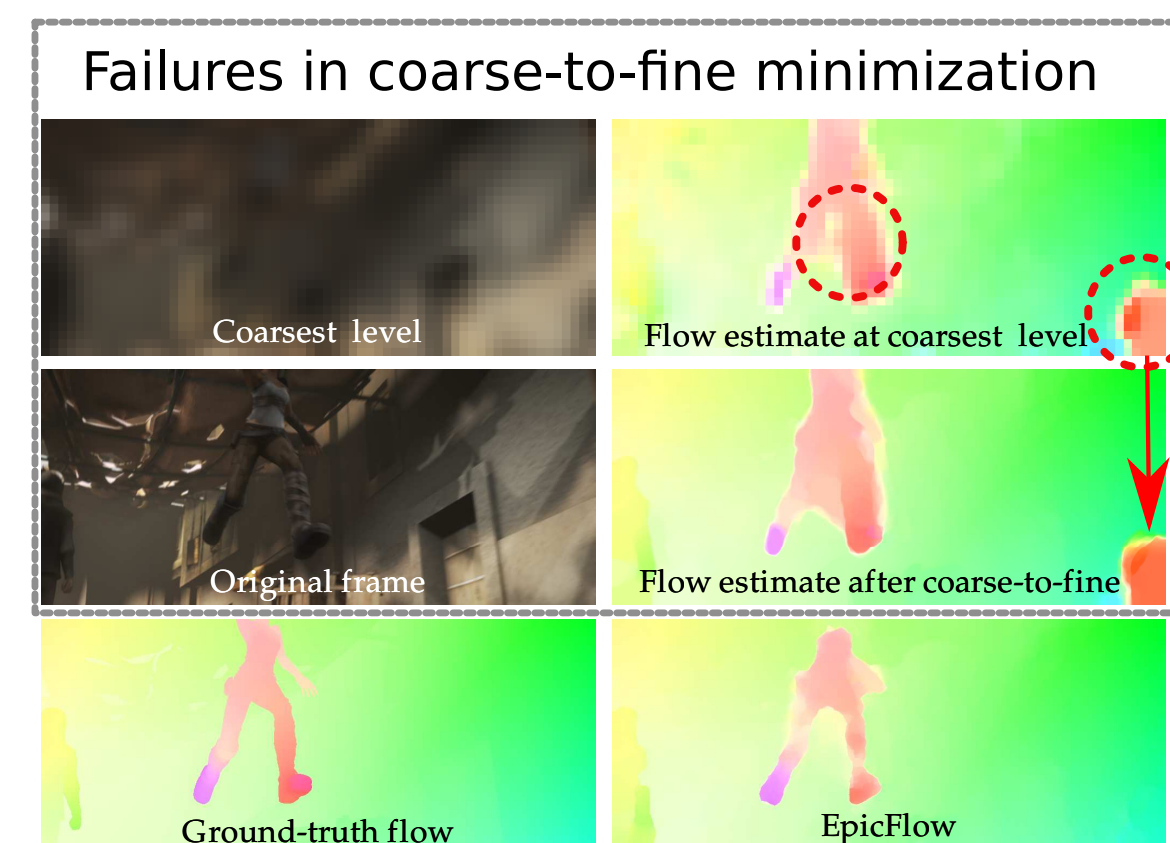 Failures in coarse-to-fine minimization
Coarsest level
Flow estimate at coarsest level
Original frame
Flow estimate after coarse-to-fine
Ground-truth flow
EpicFlow